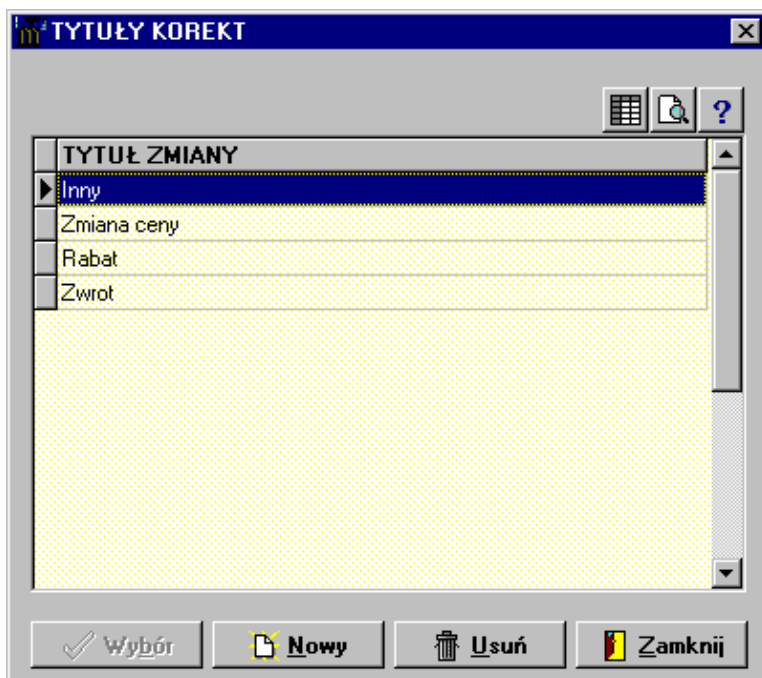 TYTUŁY KOREKT
?
TYTUŁ ZMIANY
Inny
Zmiana ceny
Rabat
Zwrot
Wybór Nowy Usuń Zamknij